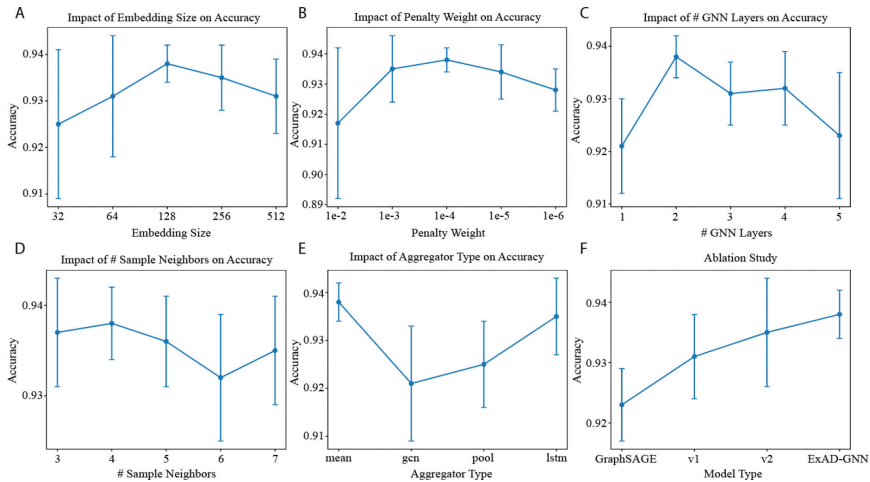 A
Impact of Embedding Size on Accuracy
0.94
0.93
0.92
0.91
Accuracy
32 64 128 256 512
Embedding Size
B
Impact of Penalty Weight on Accuracy
0.94
0.93
0.92
0.91
0.90
0.89
Accuracy
1e-2 1e-3 1e-4 1e-5 1e-6
Penalty Weight
C
Impact of # GNN Layers on Accuracy
0.94
0.93
0.92
0.91
Accuracy
1 2 3 4 5
# GNN Layers
D
Impact of # Sample Neighbors on Accuracy
0.94
0.93
Accuracy
3 4 5 6 7
# Sample Neighbors
E
Impact of Aggregator Type on Accuracy
0.94
0.93
0.92
0.91
Accuracy
mean gcn pool lstm
Aggregator Type
F
Ablation Study
0.94
0.93
0.92
Accuracy
GraphSAGE v1 v2 ExAD-GNN
Model Type